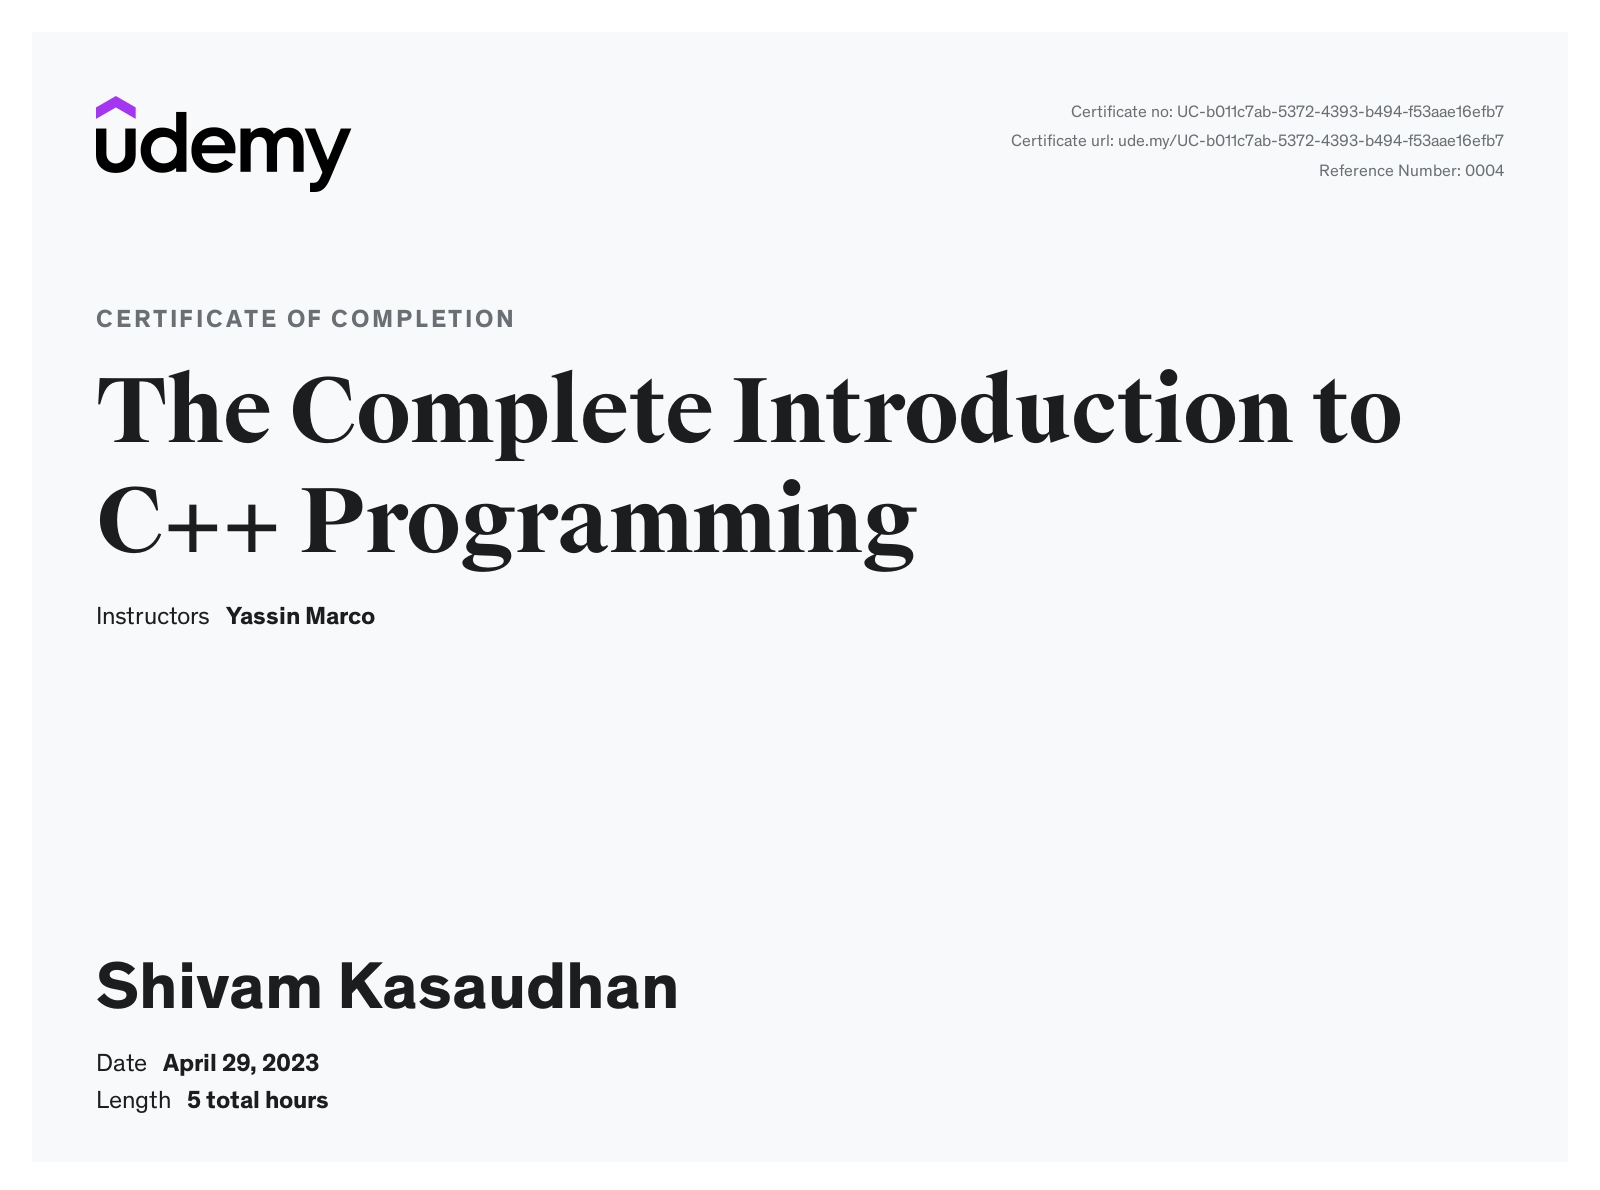 udemy
Certificate no: UC-b011c7ab-5372-4393-b494-f53aae16efb7
Certificate url: ude.my/UC-b011c7ab-5372-4393-b494-f53aae16efb7
Reference Number: 0004
CERTIFICATE OF COMPLETION
The Complete Introduction to
C++ Programming
Instructors Yassin Marco
Shivam Kasaudhan
Date April 29, 2023
Length 5 total hours